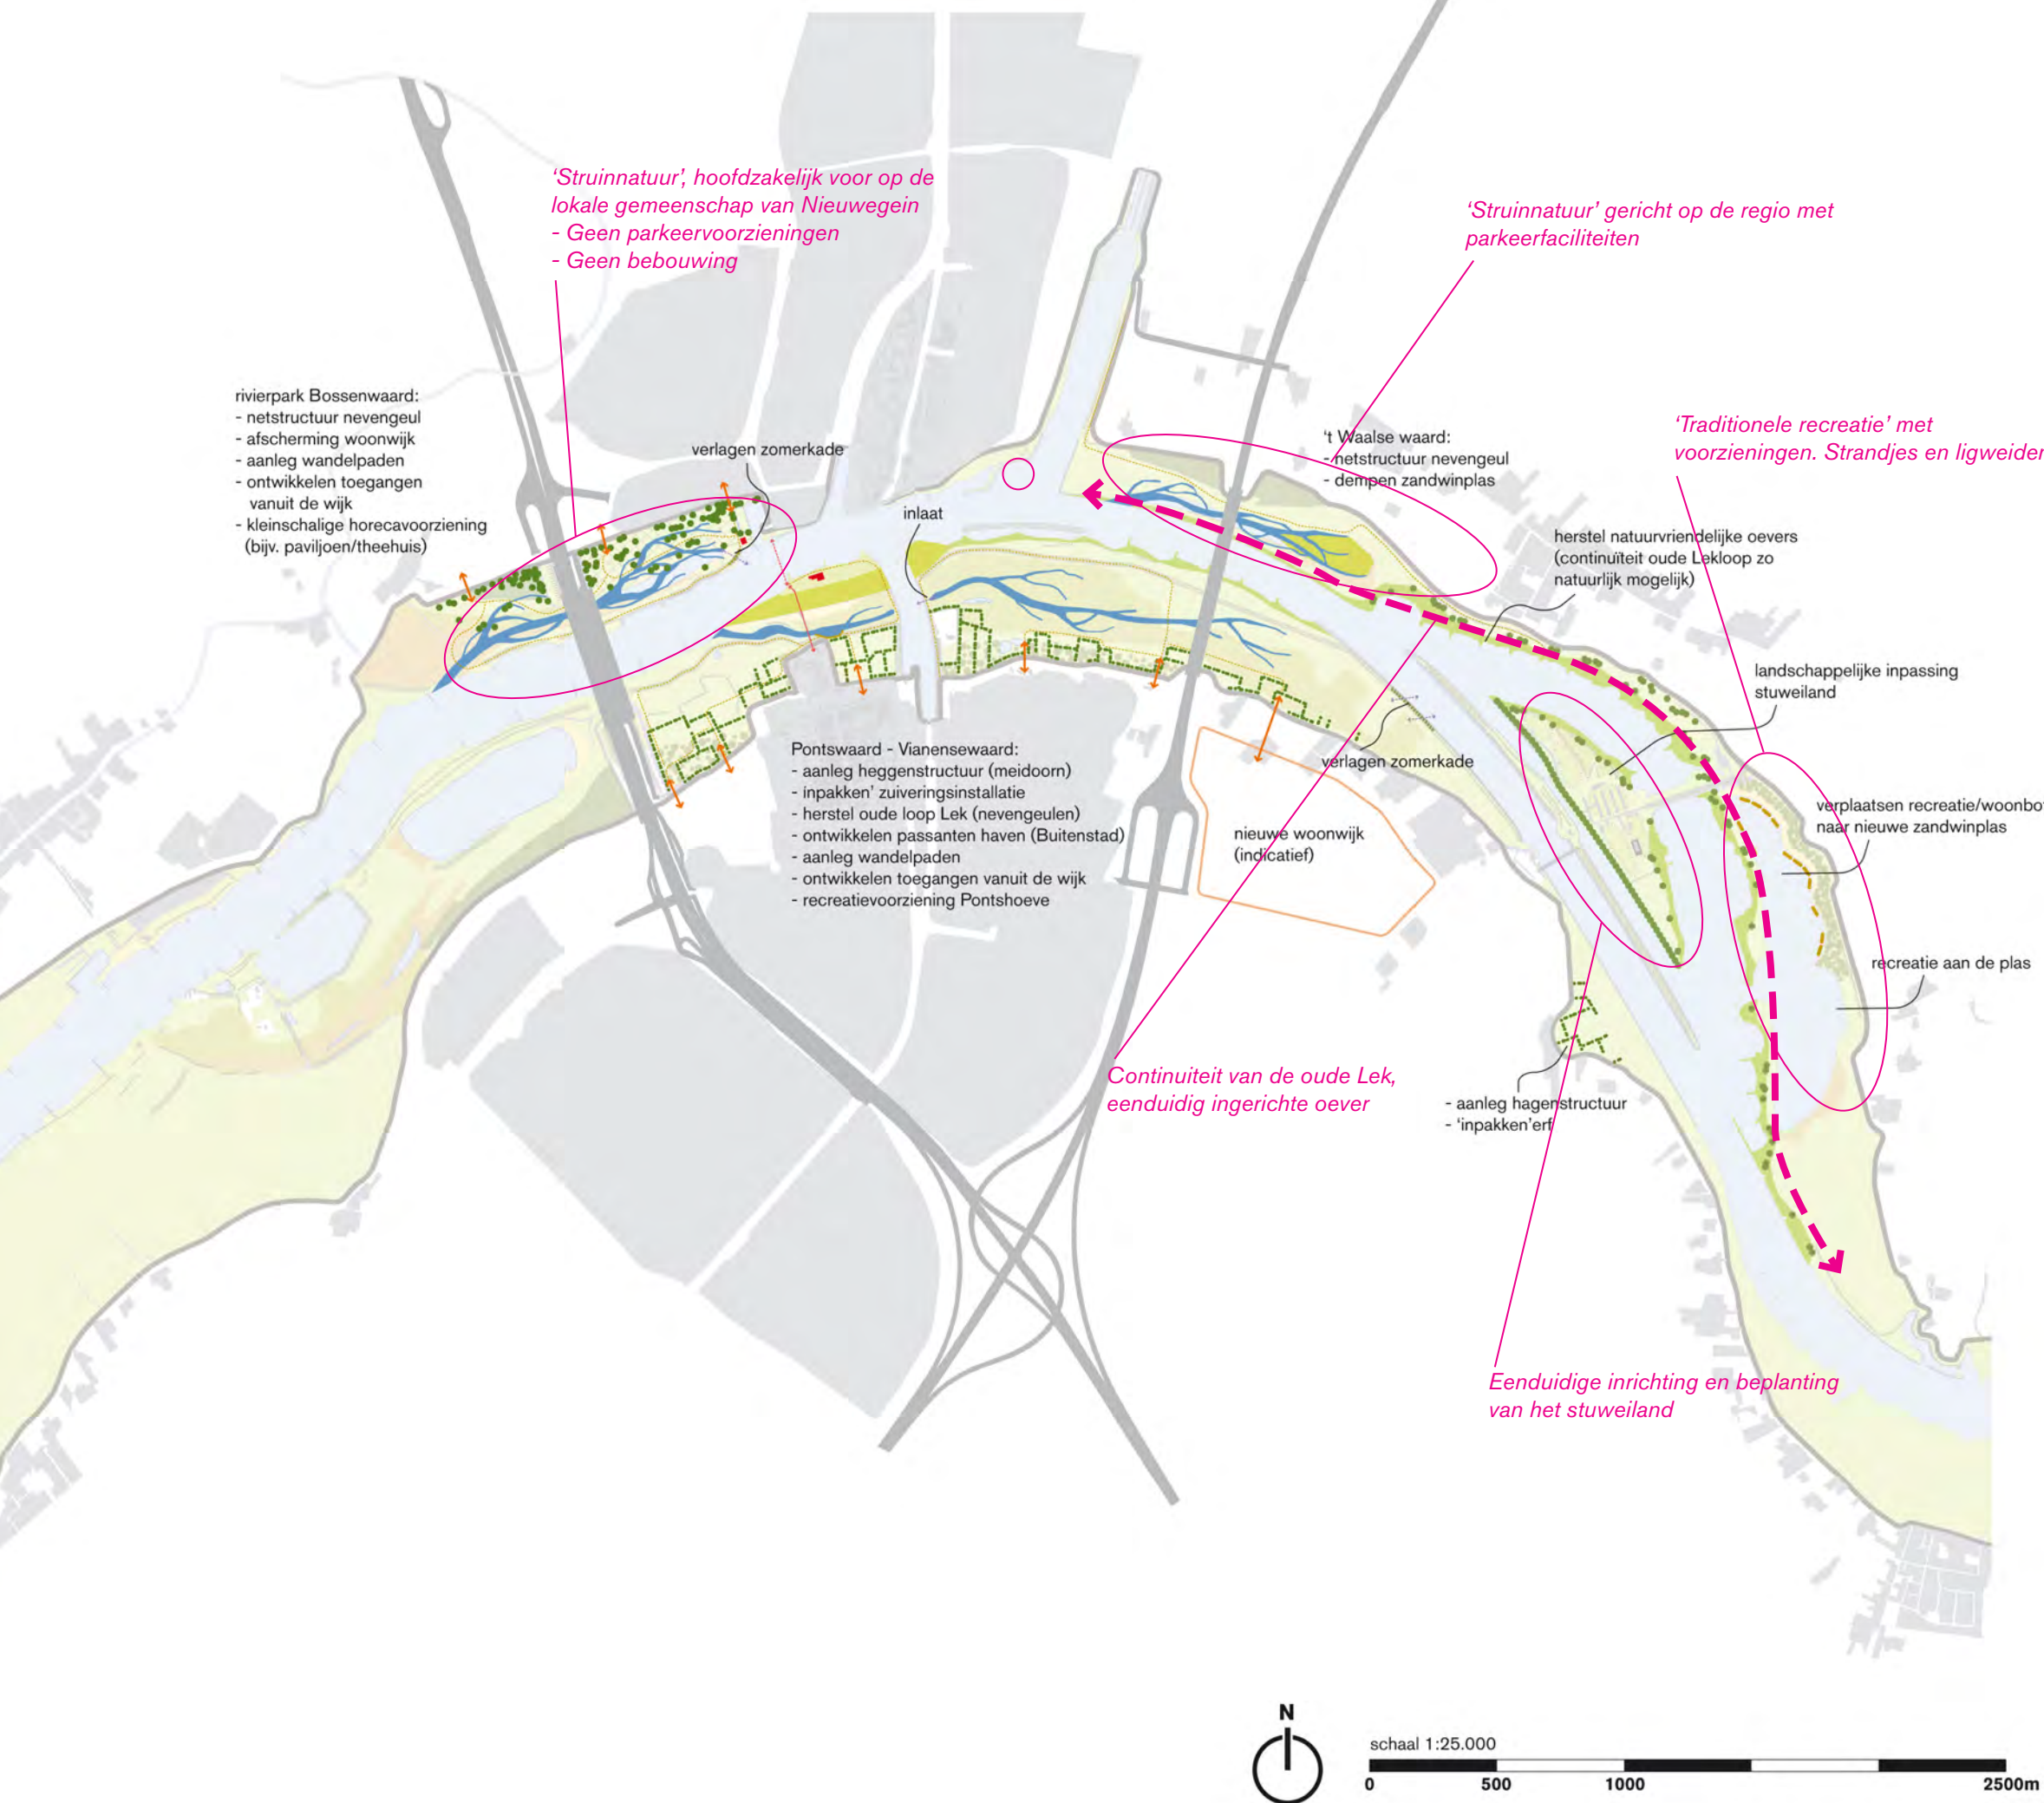 'Struinnatuur', hoofdzakelijk voor op de
lokale gemeenschap van Nieuwegein
- Geen parkeervoorzieningen
- Geen bebouwing
'Struinnatuur' gericht op de regio met
parkeerfaciliteiten
rivierpark Bossenwaard:
- netstructuur nevengeul
- afscherming woonwijk
- aanleg wandelpaden
- ontwikkelen toegangen
vanuit de wijk
- kleinschalige horecavoorziening
(bijv. paviljoen/theehuis)
verlagen zomerkade
inlaat
't Waalse waard:
- netstructuur nevengeul
- dempen zandwinplas
'Traditionele recreatie' met
voorzieningen. Strandjes en ligweiden
herstel natuurvriendelijke oevers
(continuïteit oude Lekloop zo
natuurlijk mogelijk)
landschappelijke inpassing
stuweiland
Pontswaard - Vianensewaard:
- aanleg heggenstructuur (meidoorn)
- inpakken' zuiveringsinstallatie
- herstel oude loop Lek (nevengeulen)
- ontwikkelen passanten haven (Buitenstad)
- aanleg wandelpaden
- ontwikkelen toegangen vanuit de wijk
- recreatievoorziening Pontshoeve
verlagen zomerkade
nieuwe woonwijk
(indicatief)
verplaatsen recreatie/woonbo
naar nieuwe zandwinplas
recreatie aan de plas
Continuiteit van de oude Lek,
eenduidig ingerichte oever
- aanleg hagenstructuur
- 'inpakken'erf
Eenduidige inrichting en beplanting
van het stuweiland
N
schaal 1:25.000
0 500 1000 2500m